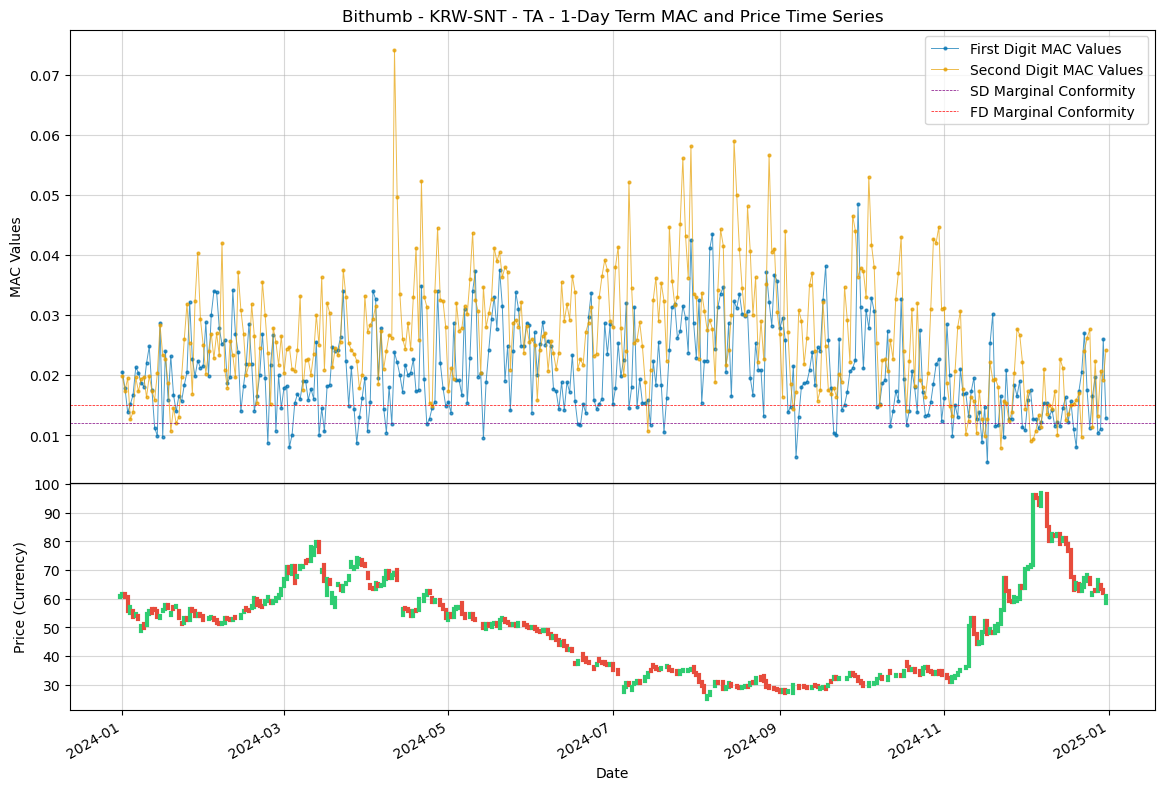 Bithumb - KRW-SNT - TA - 1-Day Term MAC and Price Time Series
First Digit MAC Values
Second Digit MAC Values
SD Marginal Conformity
FD Marginal Conformity
MAC Values
0.07
0.06
0.05
0.04
0.03
0.02
0.01
Price (Currency)
100
90
80
70
60
50
40
30
2024-01
2024-03
2024-05
2024-07
2024-09
2024-11
2025-01
Date